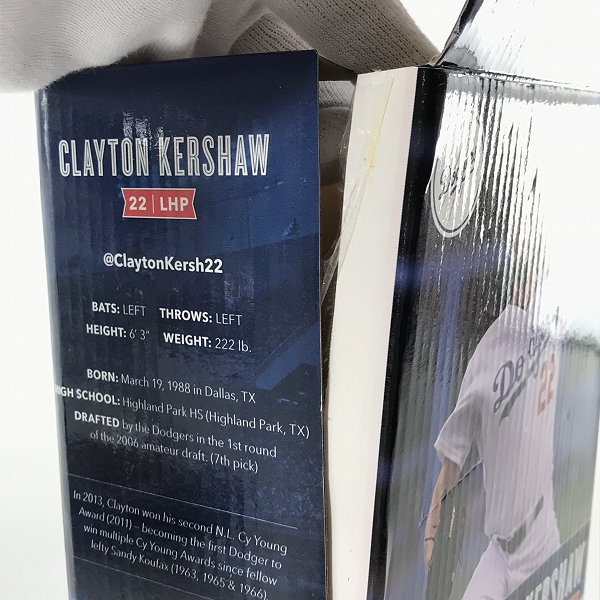 CLAYTON KERSHAW
22 | LHP
@ClaytonKersh22
BATS: LEFT THROWS: LEFT
HEIGHT: 6' 3" WEIGHT: 222 lb.
BORN: March 19, 1988 in Dallas, TX
HIGH SCHOOL: Highland Park HS (Highland Park, TX)
DRAFTED by the Dodgers in the 1st round
of the 2006 amateur draft. (7th pick)
In 2013, Clayton won his second N.L. Cy Young
Award (2011) – becoming the first Dodger to
win multiple Cy Young Awards since fellow
lefty Sandy Koufax (1963, 1965 & 1966).
22
KERSHAW